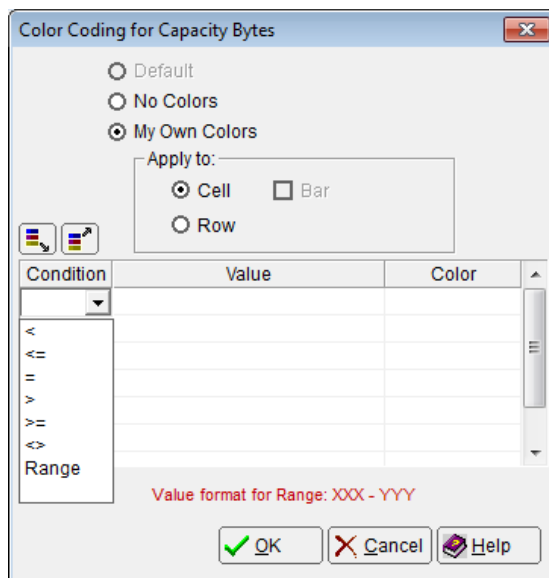 Color Coding for Capacity Bytes
Default
No Colors
My Own Colors
Apply to:
Cell Bar
Row
Condition Value Color
<
<=
=
>
>=
<>
Range
Value format for Range: XXX - YYY
OK Cancel Help